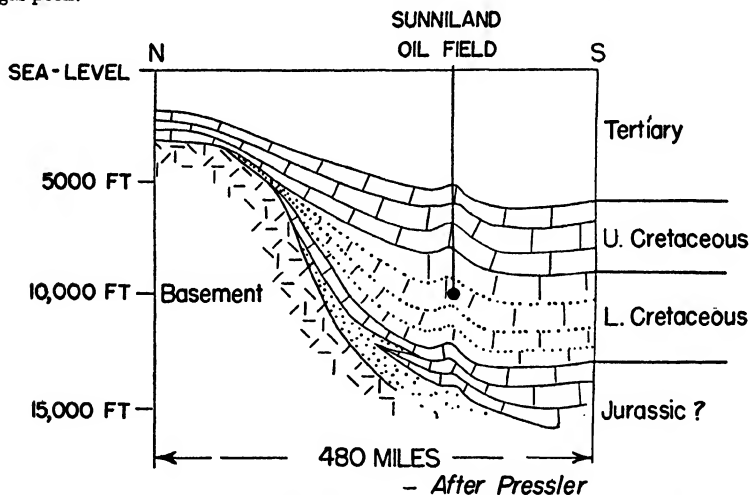 SUNNILAND
OIL FIELD
N
S
SEA-LEVEL
Tertiary
5000 FT
U. Cretaceous
10,000 FT
Basement
L. Cretaceous
15,000 FT
Jurassic ?
480 MILES
- After Pressler